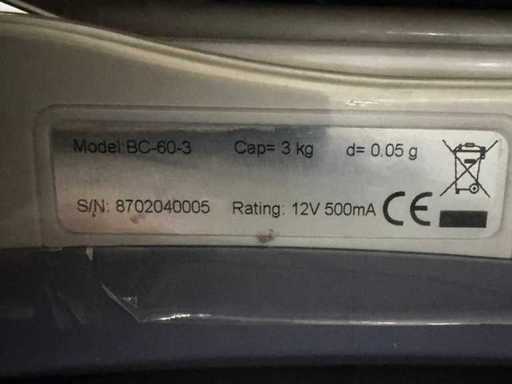 Model: BC-60-3 Cap= 3 kg d= 0.05 g
S/N: 8702040005 Rating: 12V 500mA CE